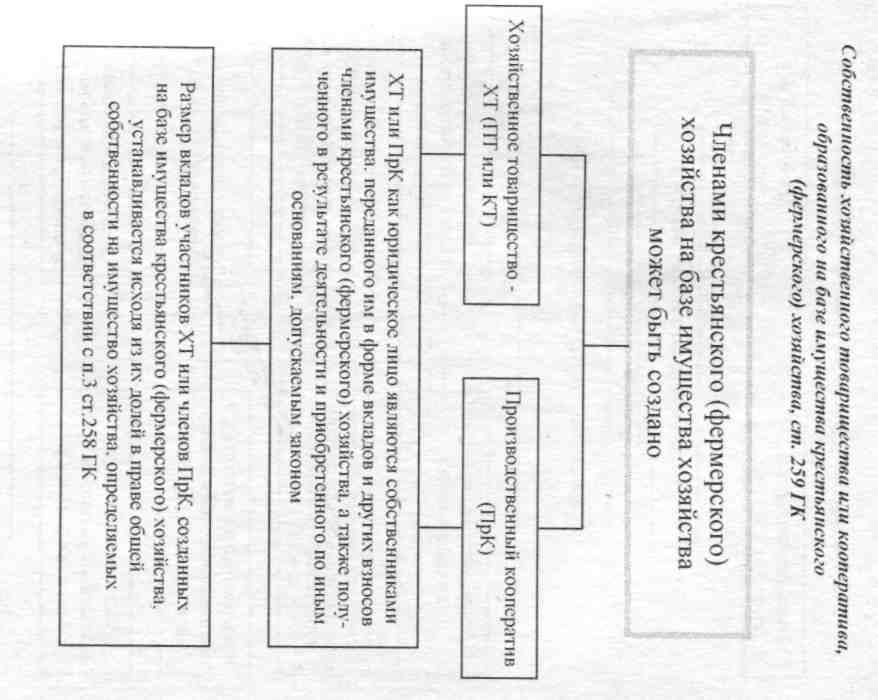 Собственность хозяйственного товарищества или кооператива,
образованного на базе имущества крестьянского
(фермерского) хозяйства, ст. 259 ГК
Членами крестьянского (фермерского)
хозяйства на базе имущества хозяйства
может быть создано
Хозяйственное товарищество -
ХТ (ПТ или КТ)
Производственный кооператив
(ПрК)
ХТ или ПрК как юридическое лицо являются собственниками
имущества, переданного им в форме вкладов и других взносов
членами крестьянского (фермерского) хозяйства, а также полу-
ченного в результате деятельности и приобретенного по иным
основаниям, допускаемым законом
Размер вкладов участников ХТ или членов ПрК, созданных
на базе имущества крестьянского (фермерского) хозяйства,
устанавливается исходя из их долей в праве общей
собственности на имущество хозяйства, определяемых
в соответствии с п.3 ст.258 ГК